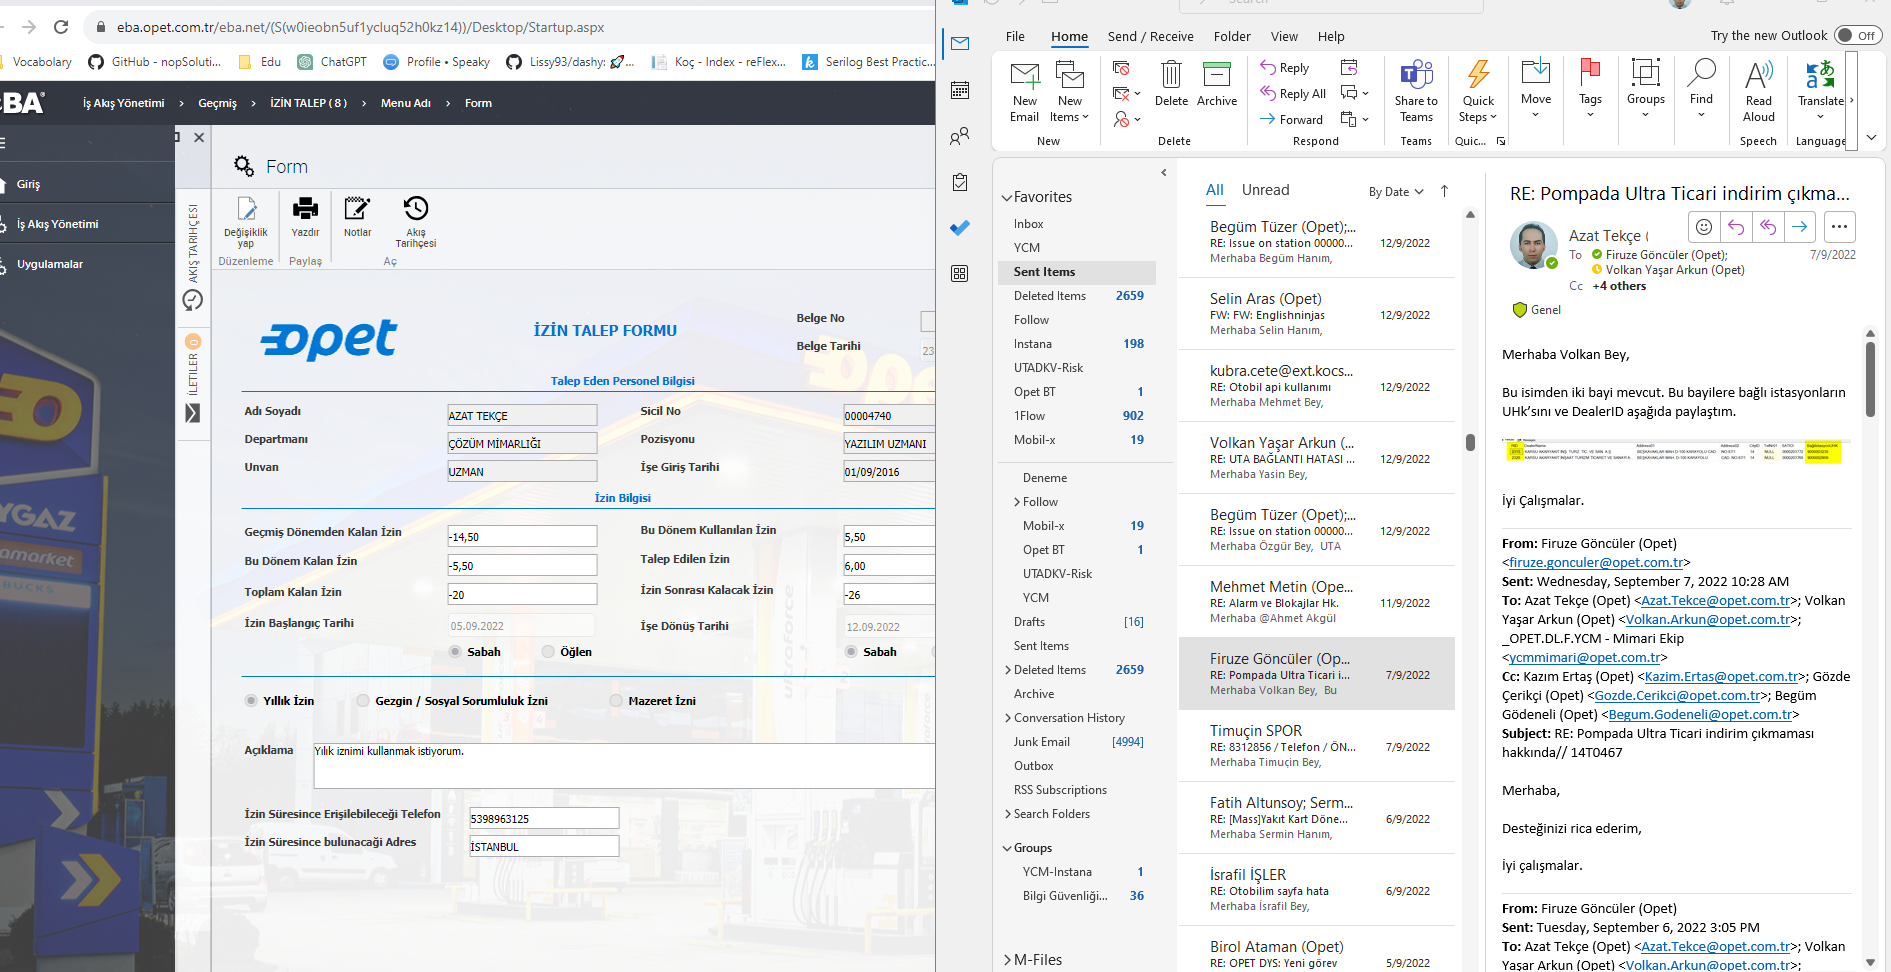 eba.opet.com.tr/eba.net/(S(w0ieobn5uf1ycluq52h0kz14))/Desktop/Startup.aspx
Vocabolary
GitHub - nopSoluti...
Edu
ChatGPT
Profile • Speaky
Lissy93/dashy: 🚀...
Koç - Index - reFlex...
Serilog Best Practic...
EBA
İş Akış Yönetimi > Geçmiş > İZİN TALEP ( 8 ) > Menu Adı > Form
Giriş
İş Akış Yönetimi
Uygulamalar
AKIŞ TARİHÇESİ
İLETİLER 0
Form
Değişiklik yap
Yazdır
Notlar
Akış Tarihçesi
Düzenleme
Paylaş
Aç
opet
İZİN TALEP FORMU
Belge No
Belge Tarihi
23
Talep Eden Personel Bilgisi
Adı Soyadı
AZAT TEKÇE
Sicil No
00004740
Departmanı
ÇÖZÜM MİMARLIĞI
Pozisyonu
YAZILIM UZMANI
Unvan
UZMAN
İşe Giriş Tarihi
01/09/2016
İzin Bilgisi
Geçmiş Dönemden Kalan İzin
-14,50
Bu Dönem Kullanılan İzin
5,50
Bu Dönem Kalan İzin
-5,50
Talep Edilen İzin
6,00
Toplam Kalan İzin
-20
İzin Sonrası Kalacak İzin
-26
İzin Başlangıç Tarihi
05.09.2022
İşe Dönüş Tarihi
12.09.2022
Sabah
Öğlen
Sabah
Yıllık İzin
Gezgin / Sosyal Sorumluluk İzni
Mazeret İzni
Açıklama
Yılık iznimi kullanmak istiyorum.
İzin Süresince Erişilebileceği Telefon
5398963125
İzin Süresince bulunacaği Adres
İSTANBUL
Search
File
Home
Send / Receive
Folder
View
Help
Try the new Outlook
Off
New Email
New Items
New
Delete
Archive
Delete
Reply
Reply All
Forward
Respond
Share to Teams
Teams
Quick Steps
Quic...
Move
Tags
Groups
Find
Read Aloud
Speech
Translate
Language
Favorites
Inbox
YCM
Sent Items
Deleted Items 2659
Follow
Instana 198
UTADKV-Risk
Opet BT 1
1Flow 902
Mobil-x 19
Deneme
Follow
Mobil-x 19
Opet BT 1
UTADKV-Risk
YCM
Drafts [16]
Sent Items
Deleted Items 2659
Archive
Conversation History
Junk Email [4994]
Outbox
RSS Subscriptions
Search Folders
Groups
YCM-Instana 1
Bilgi Güvenliği... 36
M-Files
All
Unread
By Date
Begüm Tüzer (Opet);...
RE: Issue on station 00000... 12/9/2022
Merhaba Begüm Hanım,
Selin Aras (Opet)
FW: FW: Englishninjas 12/9/2022
Merhaba Selin Hanım,
kubra.cete@ext.kocs...
RE: Otobil api kullanımı 12/9/2022
Merhaba Mehmet Bey,
Volkan Yaşar Arkun (...
RE: UTA BAĞLANTI HATASI ... 12/9/2022
Merhaba Yasin Bey,
Begüm Tüzer (Opet);...
RE: Issue on station 00000... 12/9/2022
Merhaba Özgür Bey, UTA
Mehmet Metin (Ope...
RE: Alarm ve Blokajlar Hk. 11/9/2022
Merhaba @Ahmet Akgül
Firuze Göncüler (Op...
RE: Pompada Ultra Ticari i... 7/9/2022
Merhaba Volkan Bey, Bu
Timuçin SPOR
RE: 8312856 / Telefon / ÖN... 7/9/2022
Merhaba Timuçin Bey,
Fatih Altunsoy; Serm...
RE: [Mass]Yakıt Kart Döne... 6/9/2022
Merhaba Sermin Hanım,
İsrafil İŞLER
RE: Otobilim sayfa hata 6/9/2022
Merhaba İsrafil Bey,
Birol Ataman (Opet)
RE: OPET DYS: Yeni görev 5/9/2022
RE: Pompada Ultra Ticari indirim çıkma...
Azat Tekçe (
To Firuze Göncüler (Opet); 7/9/2022
Volkan Yaşar Arkun (Opet)
Cc +4 others
Genel
Merhaba Volkan Bey,
Bu isimden iki bayi mevcut. Bu bayilere bağlı istasyonların
UHk'sını ve DealerID aşağıda paylaştım.
İyi Çalışmalar.
From: Firuze Göncüler (Opet)
<firuze.gonculer@opet.com.tr>
Sent: Wednesday, September 7, 2022 10:28 AM
To: Azat Tekçe (Opet) <Azat.Tekce@opet.com.tr>; Volkan
Yaşar Arkun (Opet) <Volkan.Arkun@opet.com.tr>;
_OPET.DL.F.YCM - Mimari Ekip
<ycmmimari@opet.com.tr>
Cc: Kazım Ertaş (Opet) <Kazim.Ertas@opet.com.tr>; Gözde
Çerikçi (Opet) <Gozde.Cerikci@opet.com.tr>; Begüm
Gödeneli (Opet) <Begum.Godeneli@opet.com.tr>
Subject: RE: Pompada Ultra Ticari indirim çıkmaması
hakkında// 14T0467
Merhaba,
Desteğinizi rica ederim,
İyi çalışmalar.
From: Firuze Göncüler (Opet)
Sent: Tuesday, September 6, 2022 3:05 PM
To: Azat Tekçe (Opet) <Azat.Tekce@opet.com.tr>; Volkan
Yaşar Arkun (Opet) <Volkan.Arkun@opet.com.tr>;